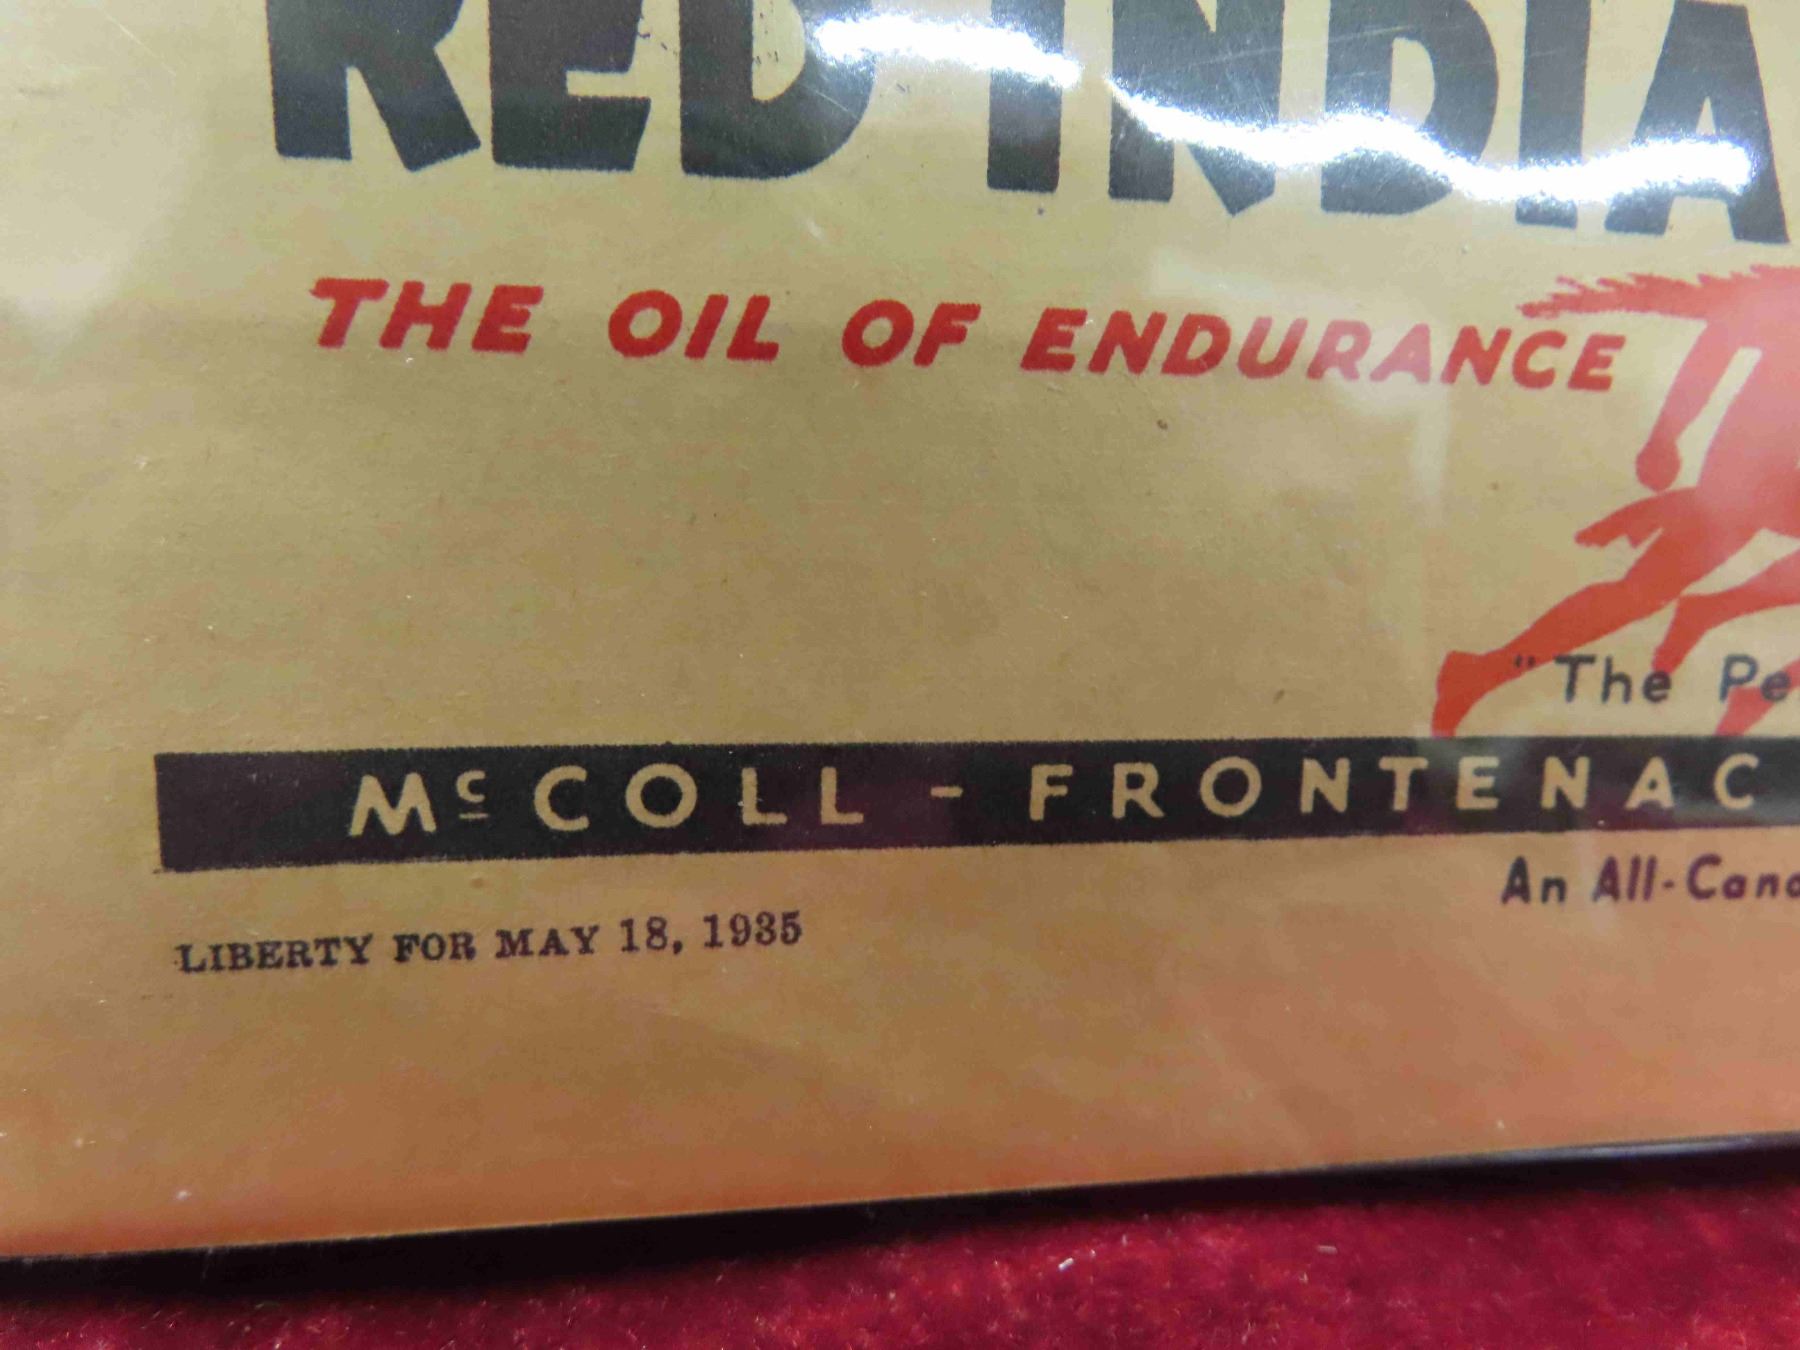 RED INDIA
THE OIL OF ENDURANCE
"The Pe
McCOLL - FRONTENAC
An All-Cana
LIBERTY FOR MAY 18, 1935